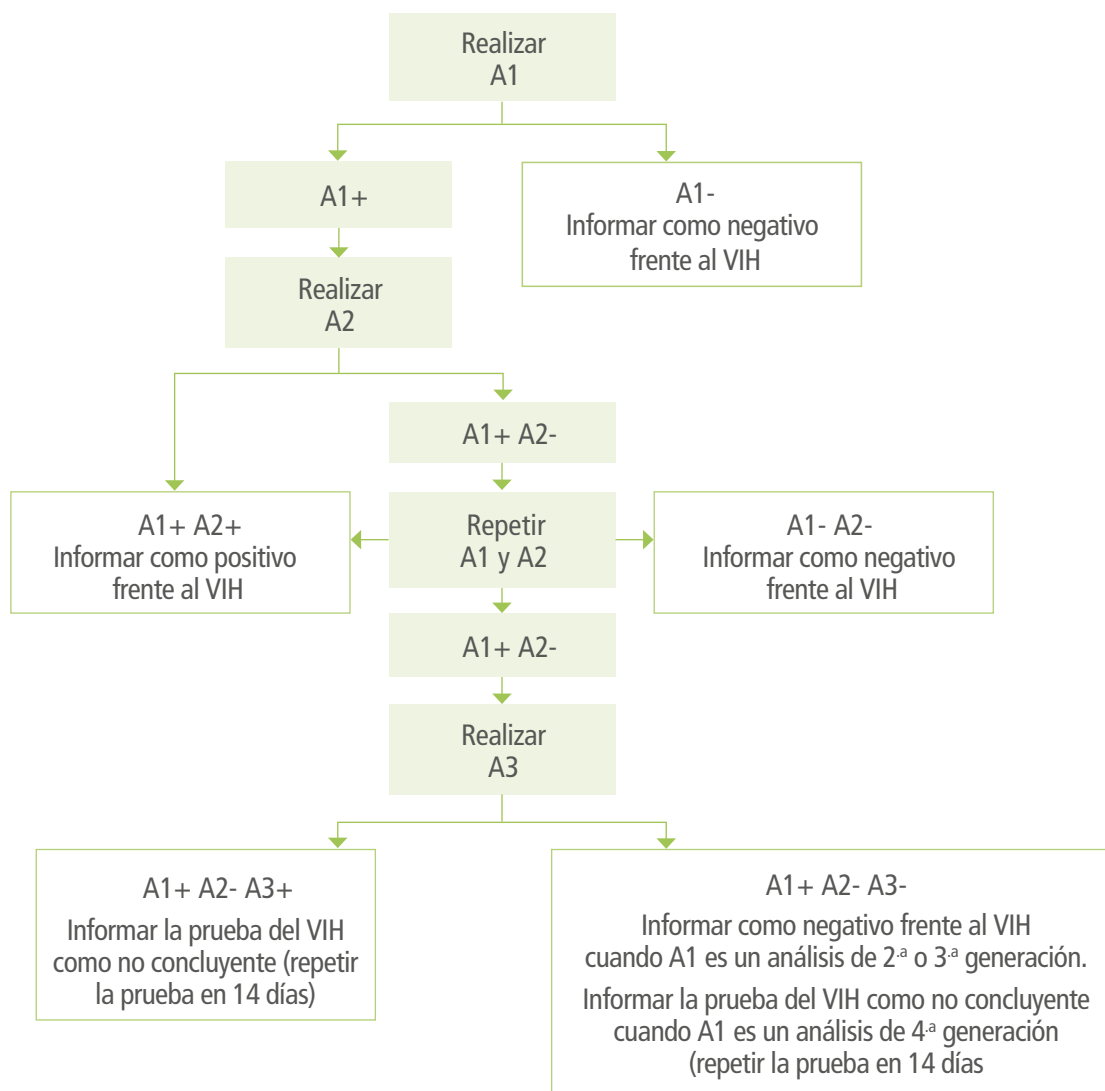 Realizar
A1
A1+
A1-
Informar como negativo
frente al VIH
Realizar
A2
A1+ A2-
A1+ A2+
Informar como positivo
frente al VIH
Repetir
A1 y A2
A1- A2-
Informar como negativo
frente al VIH
A1+ A2-
Realizar
A3
A1+ A2- A3+
Informar la prueba del VIH
como no concluyente (repetir
la prueba en 14 días)
A1+ A2- A3-
Informar como negativo frente al VIH
cuando A1 es un análisis de 2.ª o 3.ª generación.
Informar la prueba del VIH como no concluyente
cuando A1 es un análisis de 4.ª generación
(repetir la prueba en 14 días